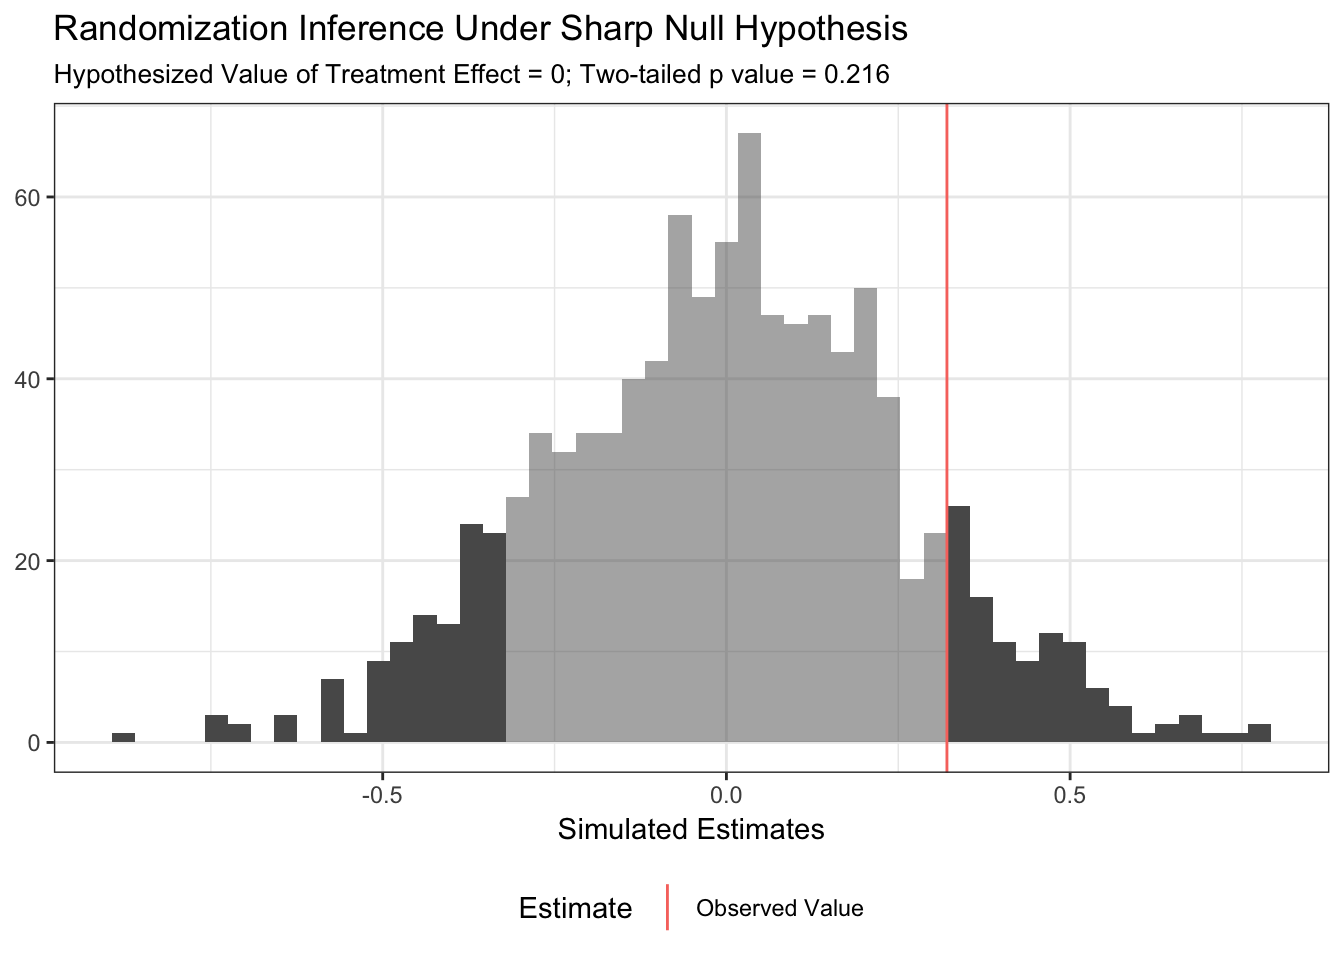 Randomization Inference Under Sharp Null Hypothesis
Hypothesized Value of Treatment Effect = 0; Two-tailed p value = 0.216
60
40
20
0
-0.5 0.0 0.5
Simulated Estimates
Estimate Observed Value